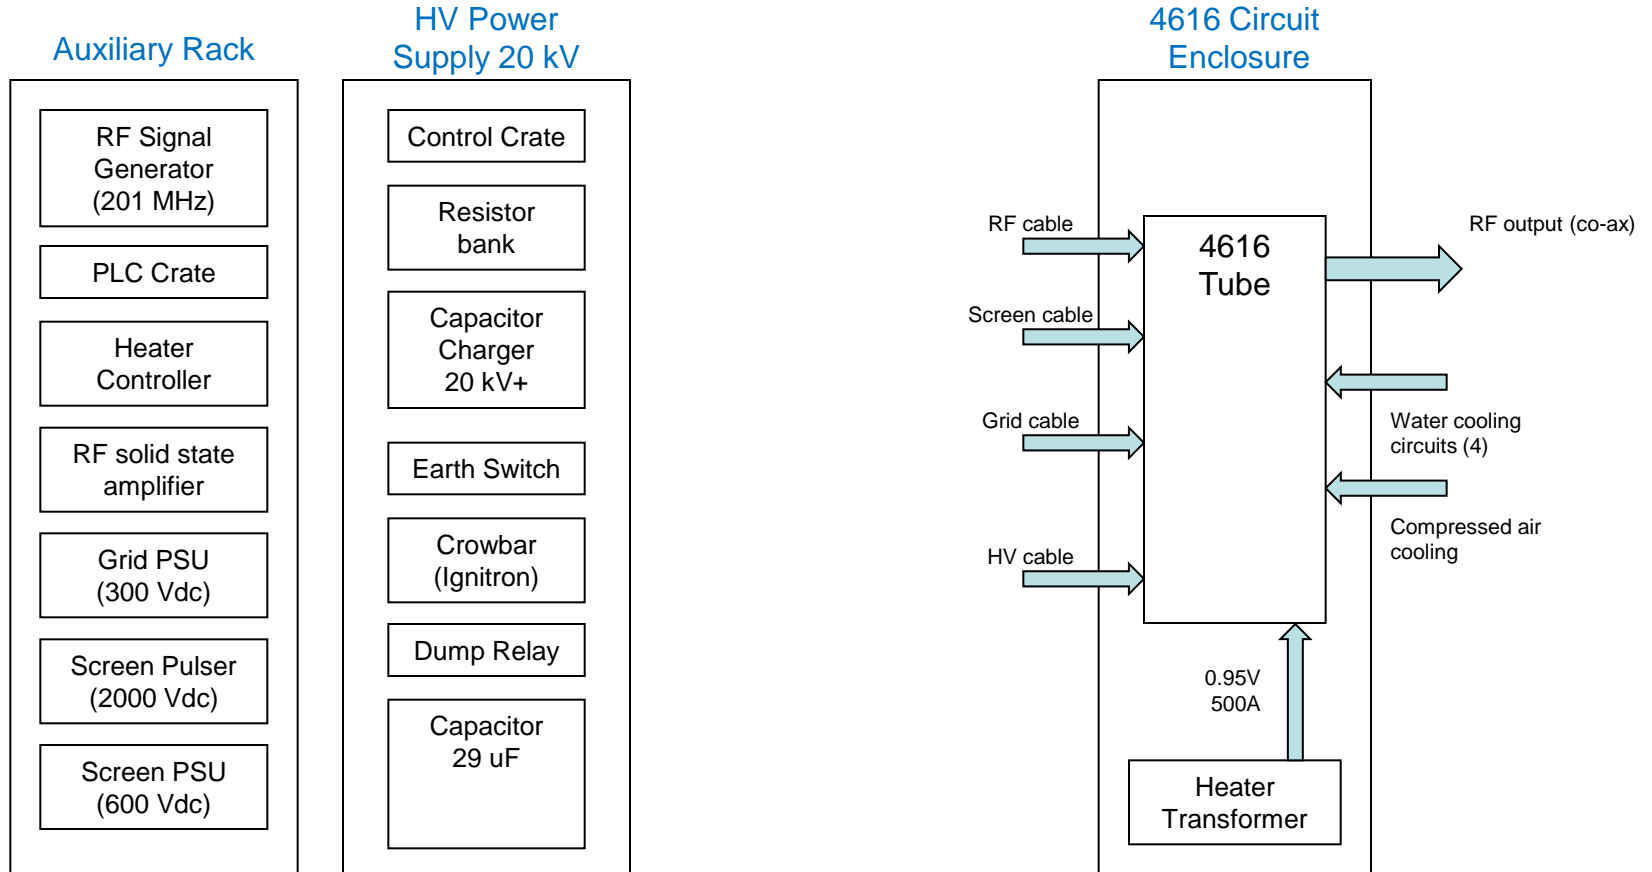 Auxiliary Rack
RF Signal
Generator
(201 MHz)
PLC Crate
Heater
Controller
RF solid state
amplifier
Grid PSU
(300 Vdc)
Screen Pulser
(2000 Vdc)
Screen PSU
(600 Vdc)
HV Power
Supply 20 kV
Control Crate
Resistor
bank
Capacitor
Charger
20 kV+
Earth Switch
Crowbar
(Ignitron)
Dump Relay
Capacitor
29 uF
4616 Circuit
Enclosure
RF cable
Screen cable
Grid cable
HV cable
4616
Tube
0.95V
500A
Heater
Transformer
RF output (co-ax)
Water cooling
circuits (4)
Compressed air
cooling